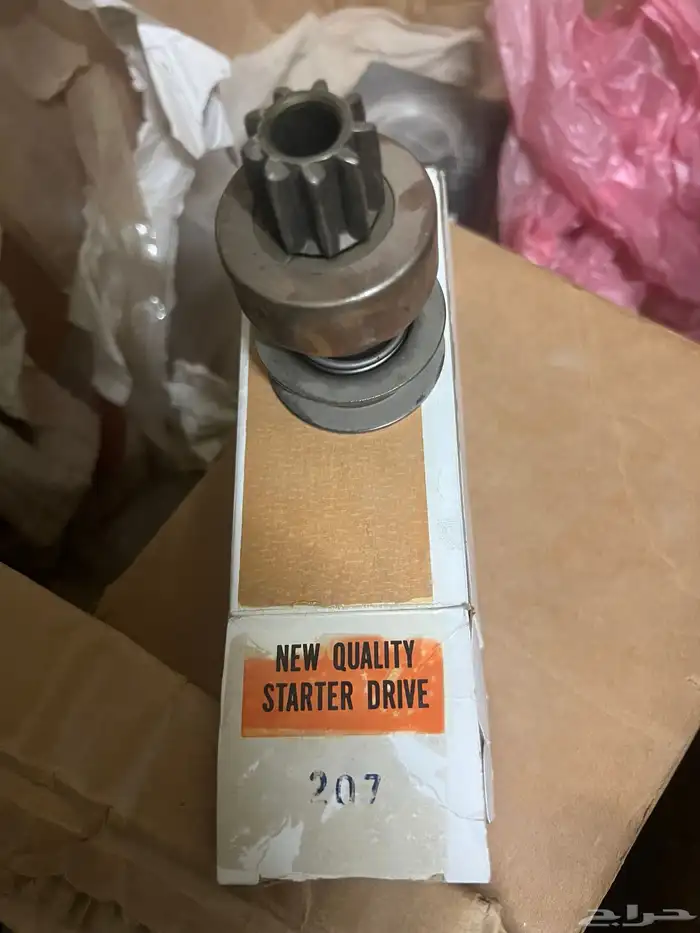 NEW QUALITY
STARTER DRIVE
207
حراج